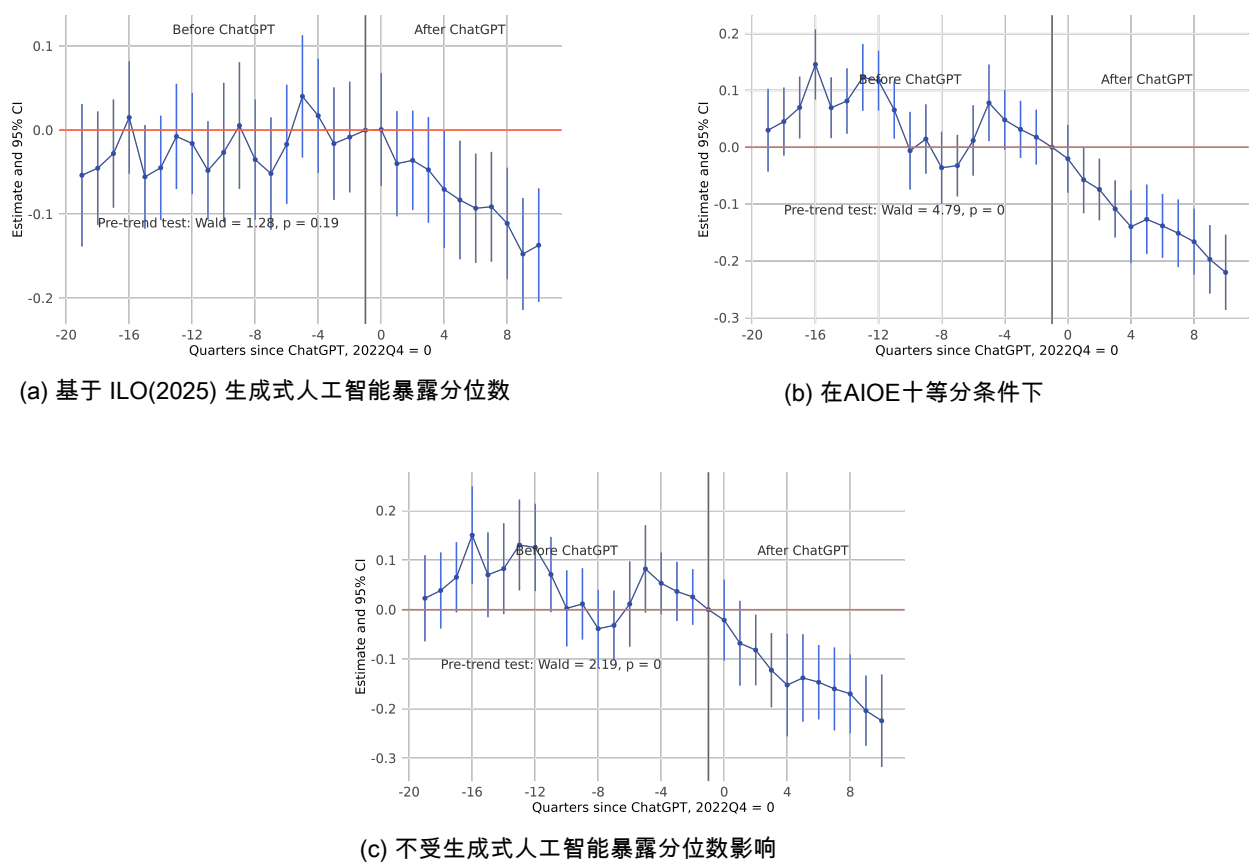 Before ChatGPT
After ChatGPT
0.1
0.0
-0.1
-0.2
Estimate and 95% CI
Pre-trend test: Wald = 1.28, p = 0.19
-20 -16 -12 -8 -4 0 4 8
Quarters since ChatGPT, 2022Q4 = 0
(a) 基于 ILO(2025) 生成式人工智能暴露分位数
Before ChatGPT
After ChatGPT
0.2
0.1
0.0
-0.1
-0.2
-0.3
Estimate and 95% CI
Pre-trend test: Wald = 4.79, p = 0
-20 -16 -12 -8 -4 0 4 8
Quarters since ChatGPT, 2022Q4 = 0
(b) 在AIOE十等分条件下
Before ChatGPT
After ChatGPT
0.2
0.1
0.0
-0.1
-0.2
-0.3
Estimate and 95% CI
Pre-trend test: Wald = 2.19, p = 0
-20 -16 -12 -8 -4 0 4 8
Quarters since ChatGPT, 2022Q4 = 0
(c) 不受生成式人工智能暴露分位数影响